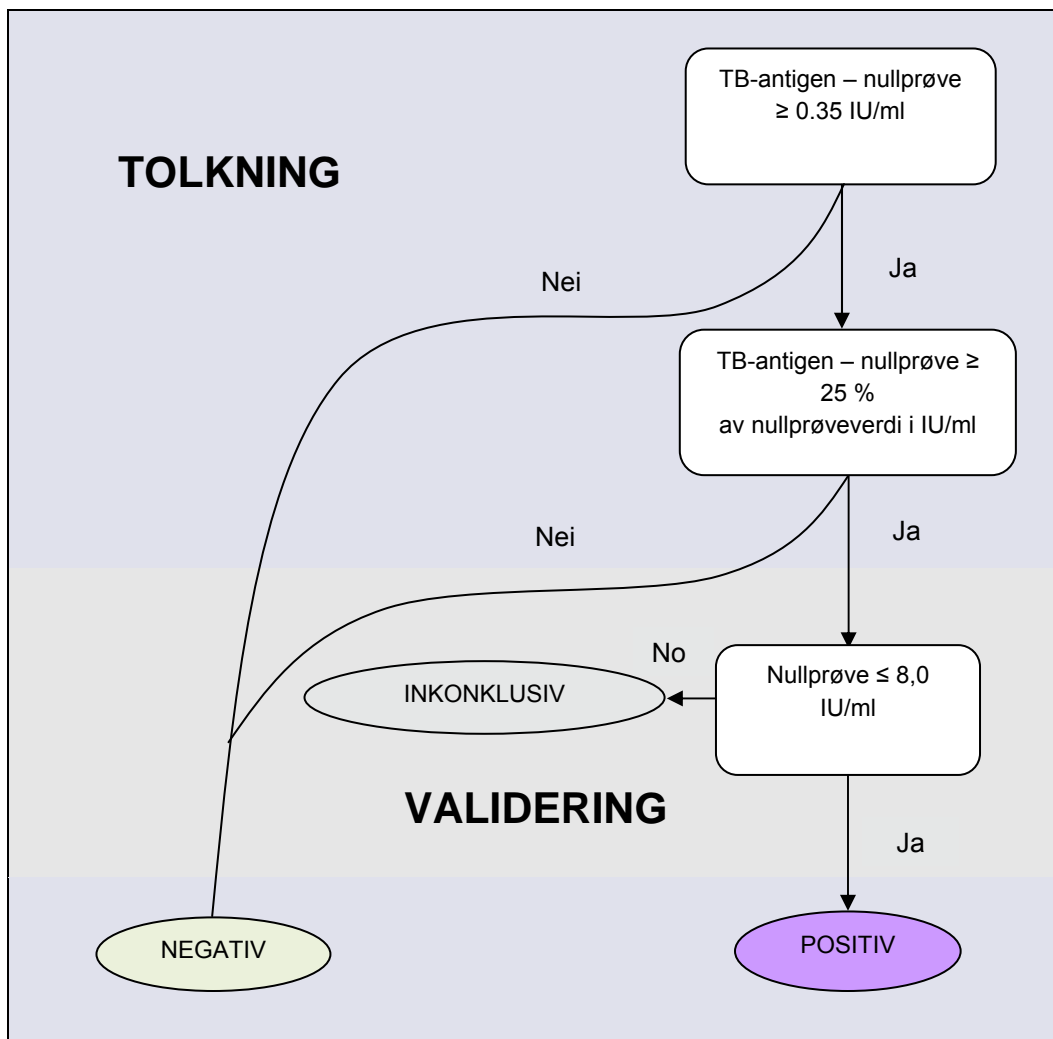 TB-antigen – nullprøve
≥ 0.35 IU/ml
TOLKNING
Nei
Ja
TB-antigen – nullprøve ≥
25 %
av nullprøveverdi i IU/ml
Nei
Ja
No
Nullprøve ≤ 8,0
IU/ml
INKONKLUSIV
VALIDERING
Ja
NEGATIV
POSITIV